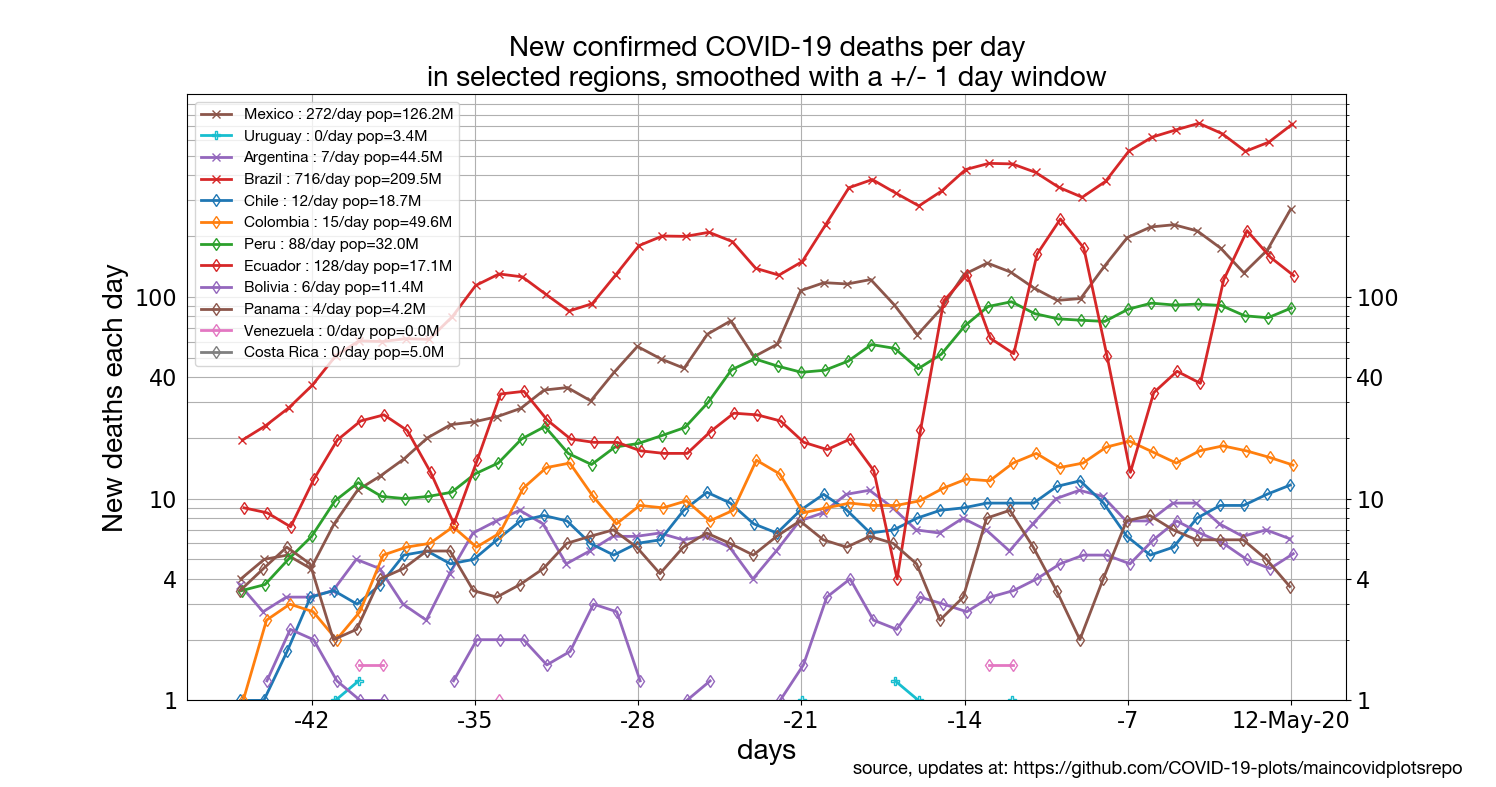 New confirmed COVID-19 deaths per day
in selected regions, smoothed with a +/- 1 day window
Mexico : 272/day pop=126.2M
Uruguay : 0/day pop=3.4M
Argentina : 7/day pop=44.5M
Brazil : 716/day pop=209.5M
Chile : 12/day pop=18.7M
Colombia : 15/day pop=49.6M
Peru : 88/day pop=32.0M
Ecuador : 128/day pop=17.1M
Bolivia : 6/day pop=11.4M
Panama : 4/day pop=4.2M
Venezuela : 0/day pop=0.0M
Costa Rica : 0/day pop=5.0M
New deaths each day
100
40
10
4
1
100
40
10
4
1
-42 -35 -28 -21 -14 -7 12-May-20
days
source, updates at: https://github.com/COVID-19-plots/maincovidplotsrepo